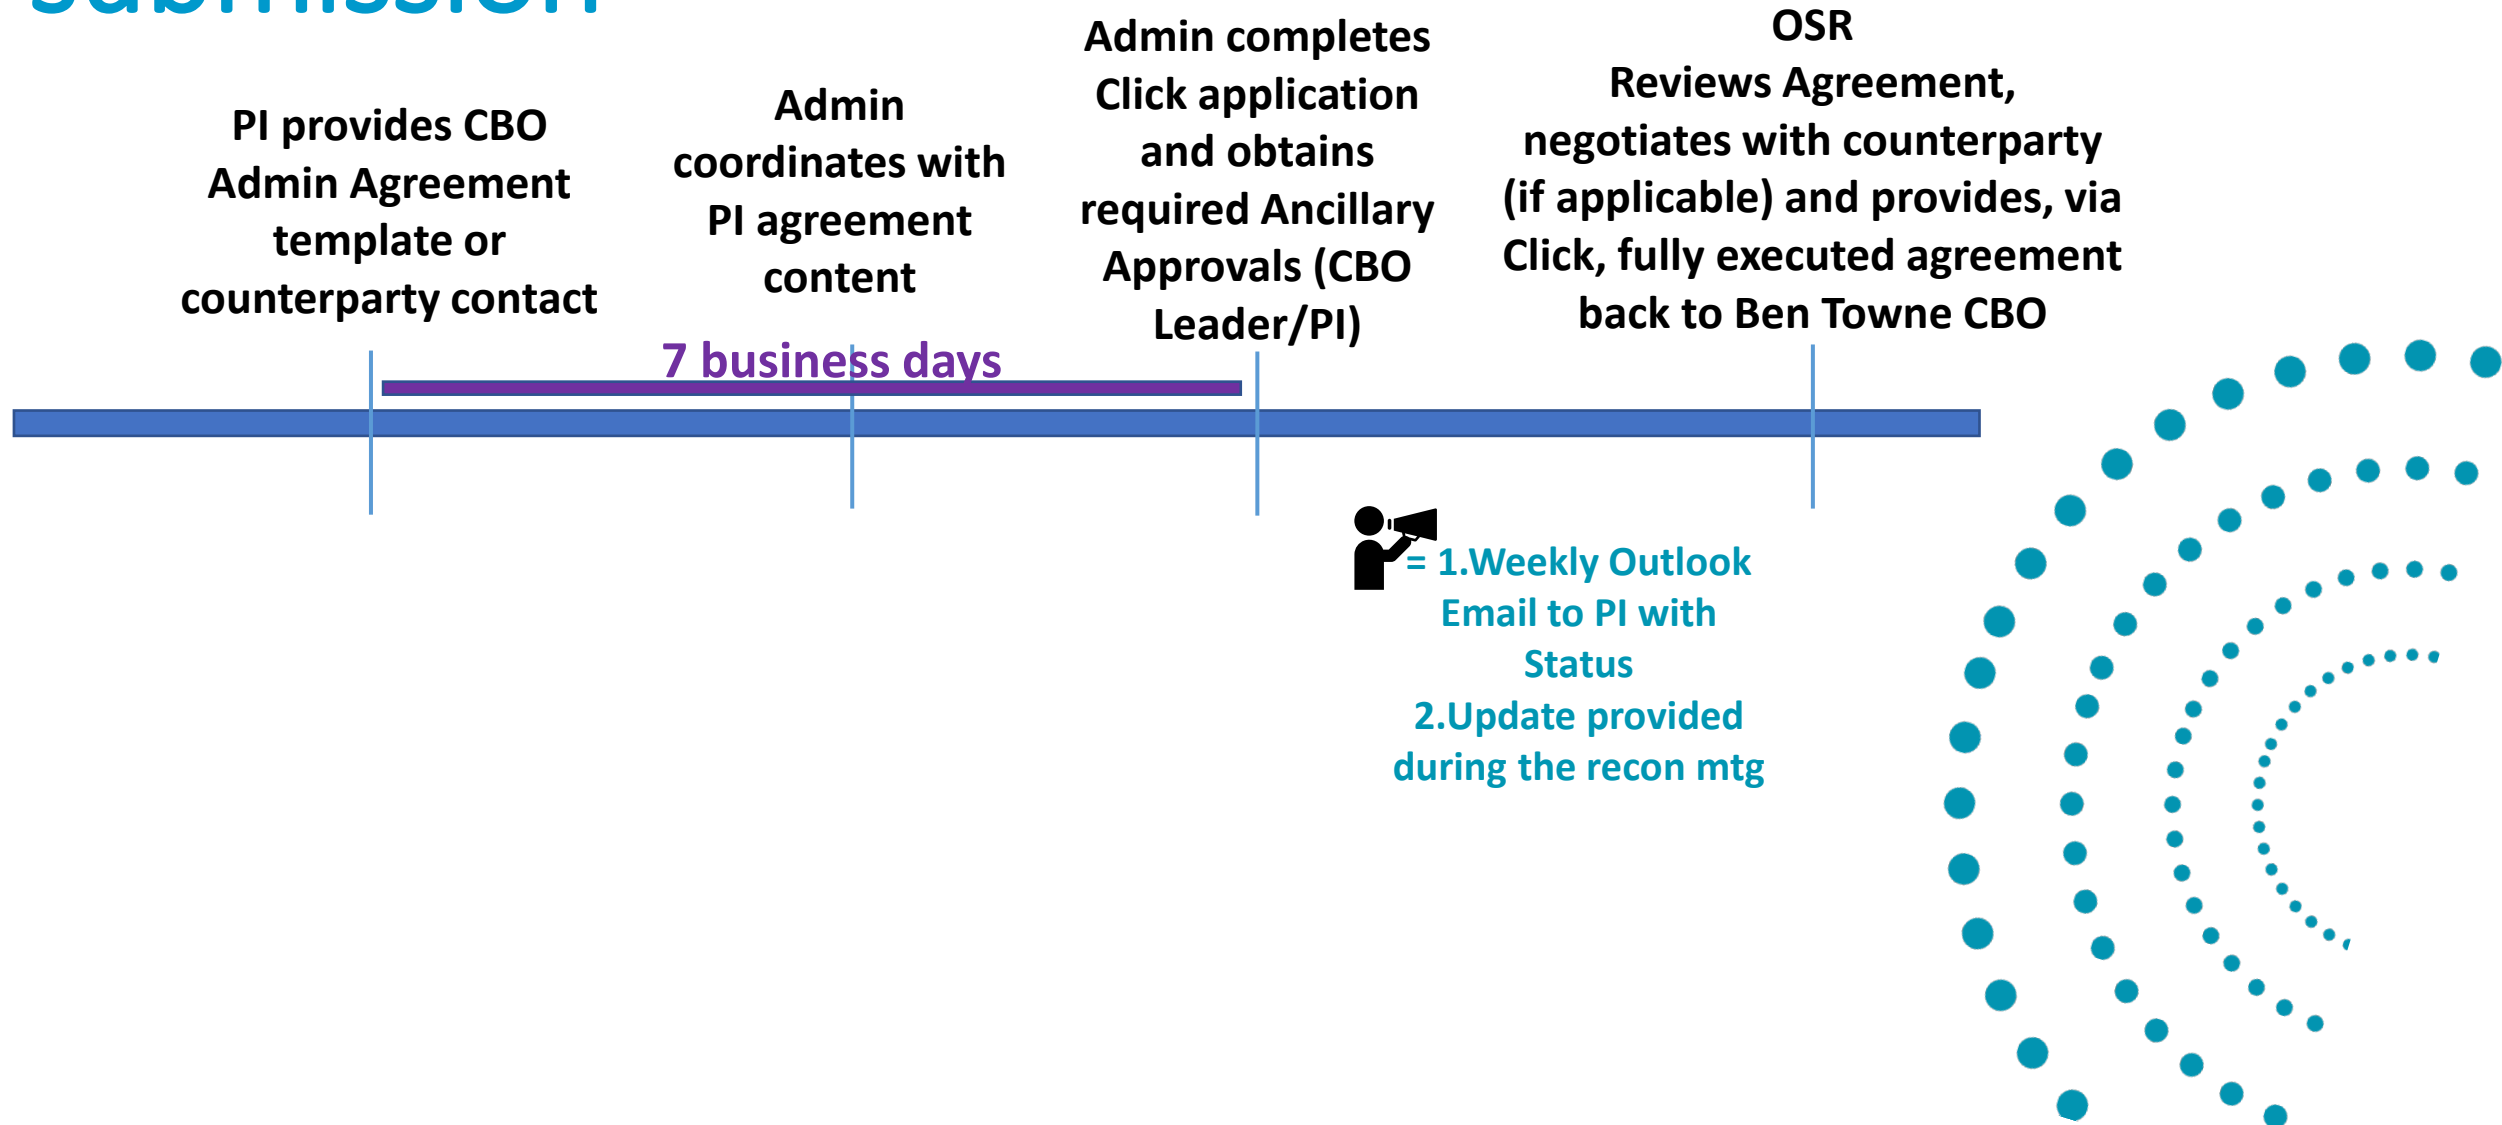 submission
PI provides CBO
Admin Agreement
template or
counterparty contact
Admin
coordinates with
PI agreement
content
Admin completes
Click application
and obtains
required Ancillary
Approvals (CBO
Leader/PI)
OSR
Reviews Agreement,
negotiates with counterparty
(if applicable) and provides, via
Click, fully executed agreement
back to Ben Towne CBO
7 business days
= 1.Weekly Outlook
Email to PI with
Status
2.Update provided
during the recon mtg